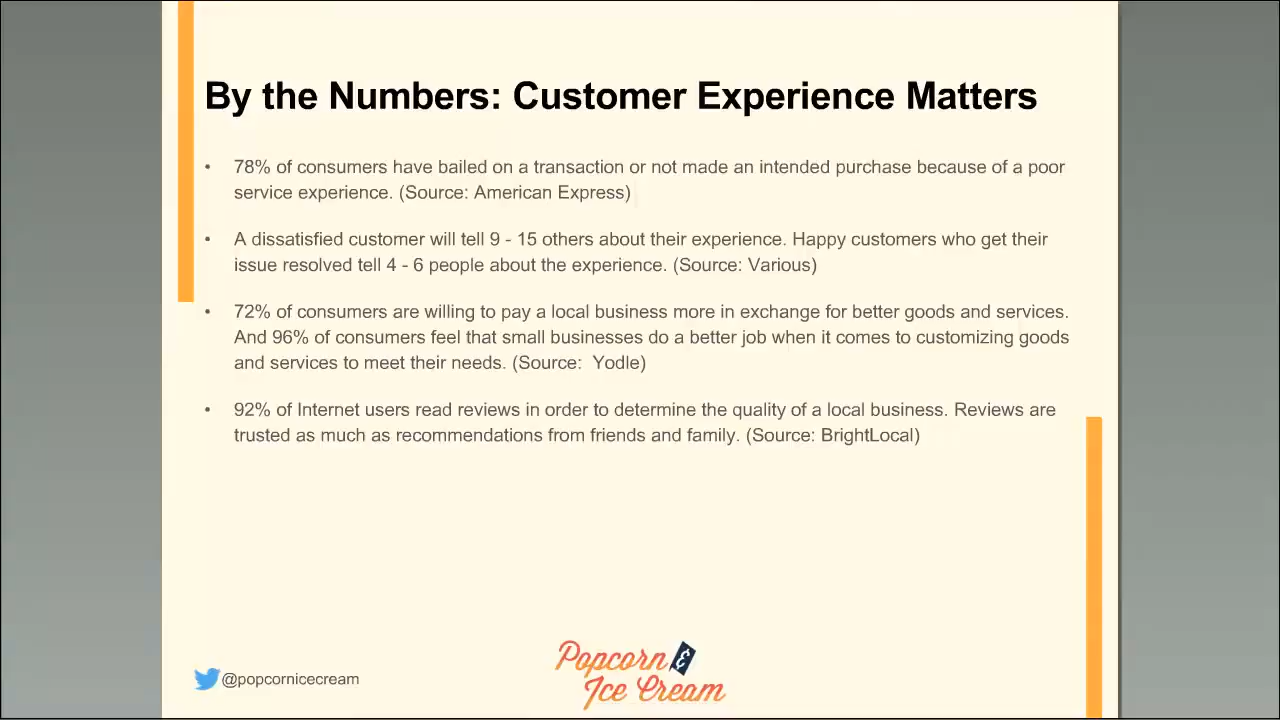 By the Numbers: Customer Experience Matters
• 78% of consumers have bailed on a transaction or not made an intended purchase because of a poor
service experience. (Source: American Express)
• A dissatisfied customer will tell 9 - 15 others about their experience. Happy customers who get their
issue resolved tell 4 - 6 people about the experience. (Source: Various)
• 72% of consumers are willing to pay a local business more in exchange for better goods and services.
And 96% of consumers feel that small businesses do a better job when it comes to customizing goods
and services to meet their needs. (Source:  Yodle)
• 92% of Internet users read reviews in order to determine the quality of a local business. Reviews are
trusted as much as recommendations from friends and family. (Source: BrightLocal)
@popcornicecream
Popcorn &
Ice Cream